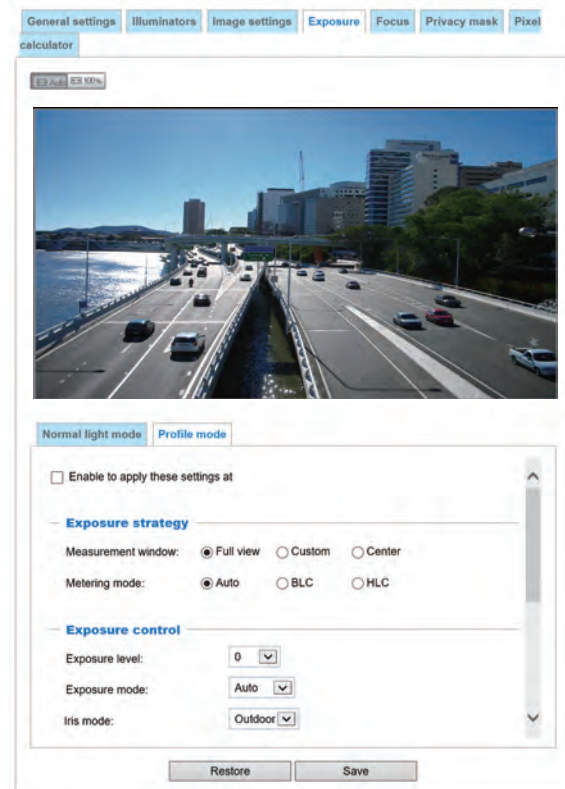 General settings Illuminators Image settings Exposure Focus Privacy mask Pixel
calculator
Auto 100%
Normal light mode Profile mode
Enable to apply these settings at
Exposure strategy
Measurement window: Full view Custom Center
Metering mode: Auto BLC HLC
Exposure control
Exposure level: 0
Exposure mode: Auto
Iris mode: Outdoor
Restore Save